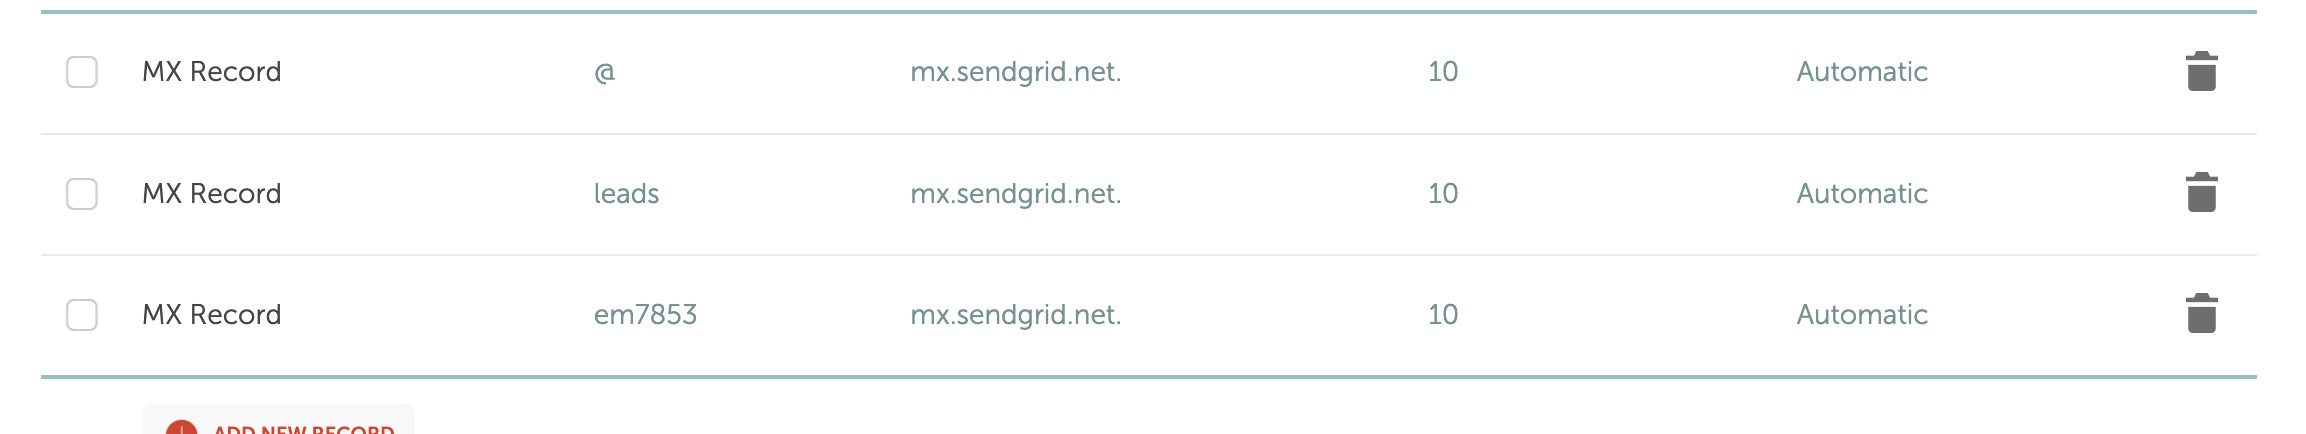 MX Record @ mx.sendgrid.net. 10 Automatic
MX Record leads mx.sendgrid.net. 10 Automatic
MX Record em7853 mx.sendgrid.net. 10 Automatic
ADD NEW RECORD